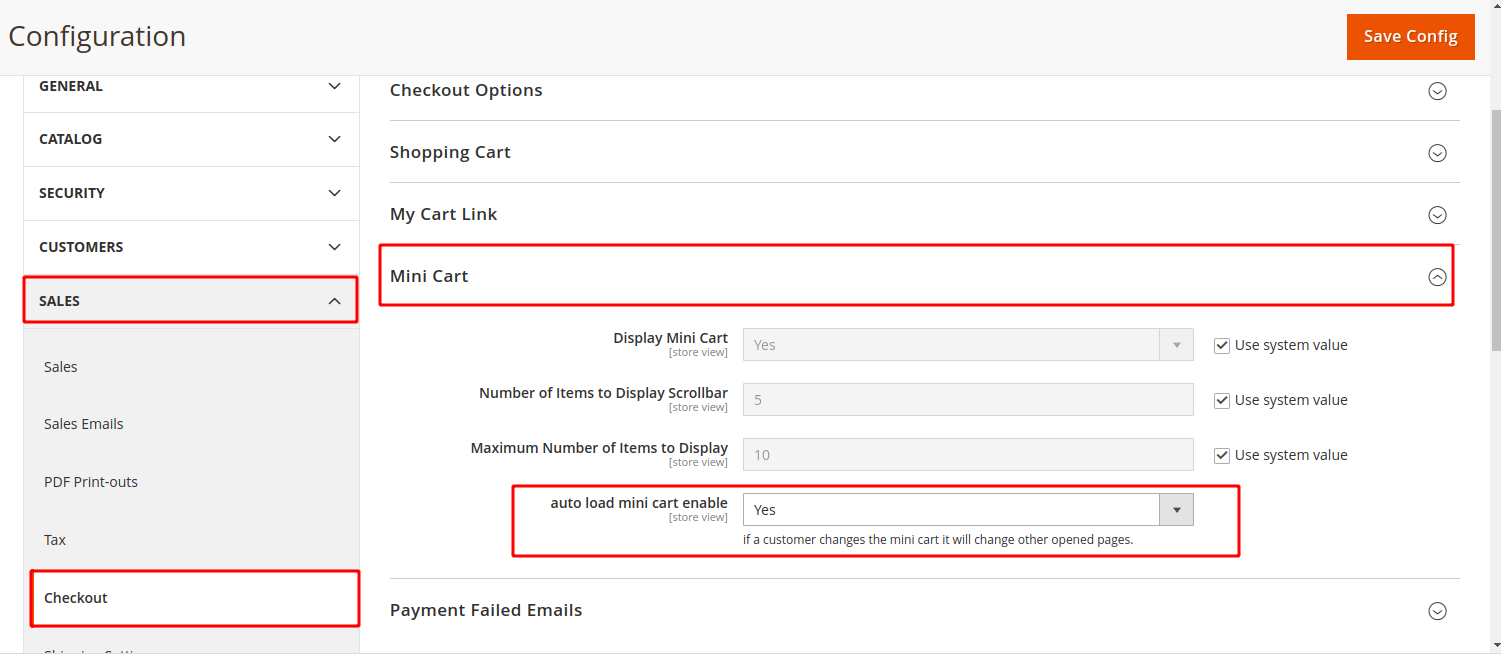 Configuration
Save Config
GENERAL
CATALOG
SECURITY
CUSTOMERS
SALES
Sales
Sales Emails
PDF Print-outs
Tax
Checkout
Checkout Options
Shopping Cart
My Cart Link
Mini Cart
Display Mini Cart
[store view]
Yes
Use system value
Number of Items to Display Scrollbar
[store view]
5
Use system value
Maximum Number of Items to Display
[store view]
10
Use system value
auto load mini cart enable
[store view]
Yes
if a customer changes the mini cart it will change other opened pages.
Payment Failed Emails